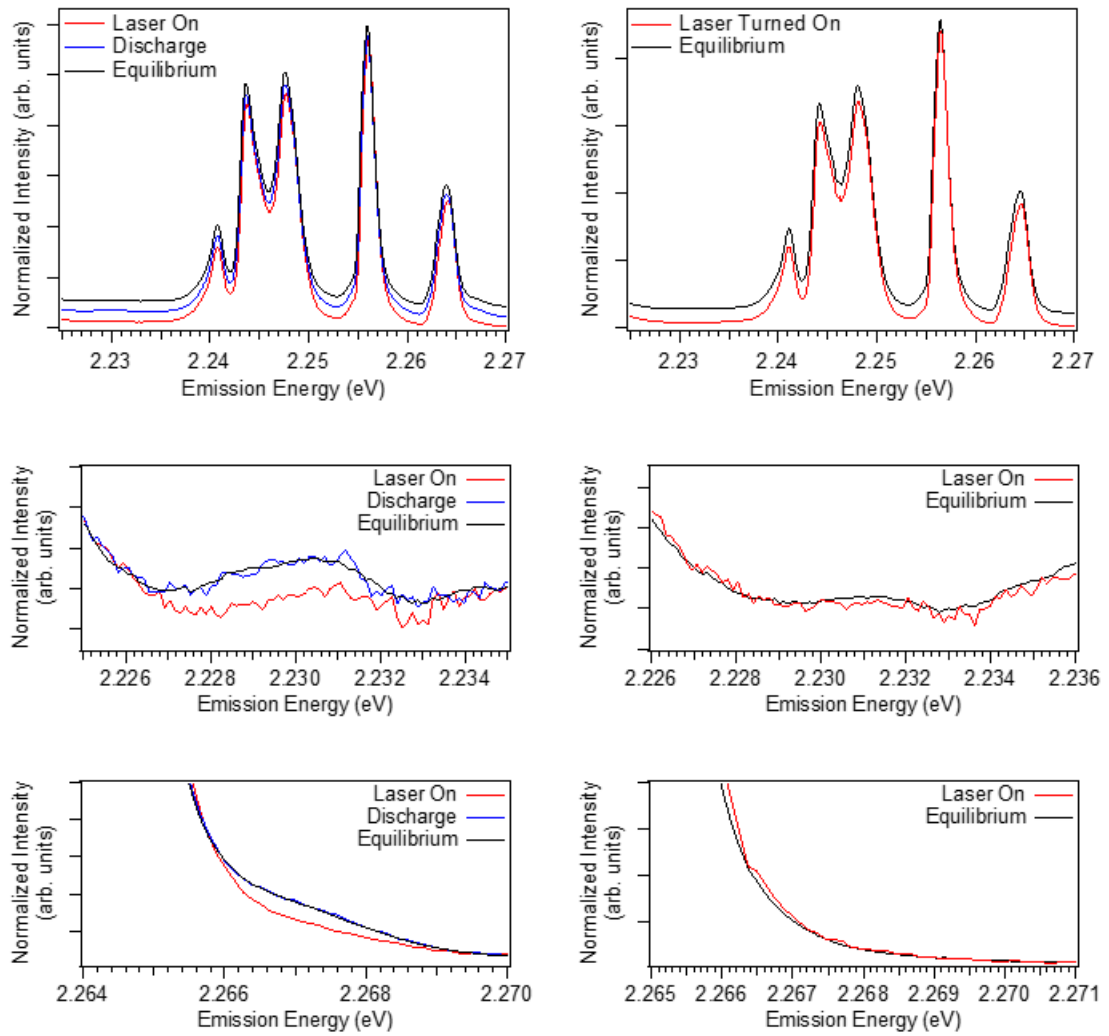 Normalized Intensity (arb. units)
Laser On
Discharge
Equilibrium
2.23 2.24 2.25 2.26 2.27
Emission Energy (eV)
Normalized Intensity (arb. units)
Laser Turned On
Equilibrium
2.23 2.24 2.25 2.26 2.27
Emission Energy (eV)
Normalized Intensity
(arb. units)
Laser On
Discharge
Equilibrium
2.226 2.228 2.230 2.232 2.234
Emission Energy (eV)
Normalized Intensity
(arb. units)
Laser On
Equilibrium
2.226 2.228 2.230 2.232 2.234 2.236
Emission Energy (eV)
Normalized Intensity
(arb. units)
Laser On
Discharge
Equilibrium
2.264 2.266 2.268 2.270
Emission Energy (eV)
Normalized Intensity
(arb. units)
Laser On
Equilibrium
2.265 2.266 2.267 2.268 2.269 2.270 2.271
Emission Energy (eV)